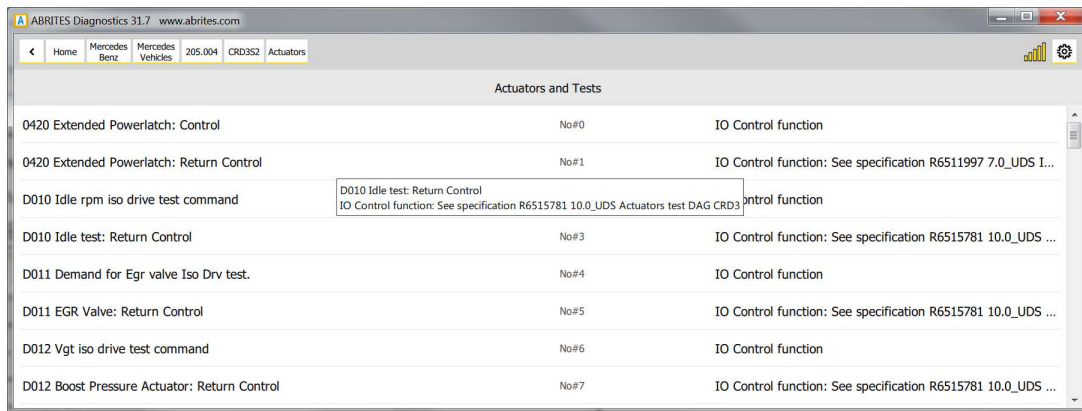 A ABRITES Diagnostics 31.7 www.abrites.com
Home Mercedes Benz Mercedes Vehicles 205.004 CRD3S2 Actuators
Actuators and Tests
0420 Extended Powerlatch: Control No#0 IO Control function
0420 Extended Powerlatch: Return Control No#1 IO Control function: See specification R6511997 7.0_UDS I...
D010 Idle rpm iso drive test command ontrol function
D010 Idle test: Return Control
IO Control function: See specification R6515781 10.0_UDS Actuators test DAG CRD3
D010 Idle test: Return Control No#3 IO Control function: See specification R6515781 10.0_UDS ...
D011 Demand for Egr valve Iso Drv test. No#4 IO Control function
D011 EGR Valve: Return Control No#5 IO Control function: See specification R6515781 10.0_UDS ...
D012 Vgt iso drive test command No#6 IO Control function
D012 Boost Pressure Actuator: Return Control No#7 IO Control function: See specification R6515781 10.0_UDS ...